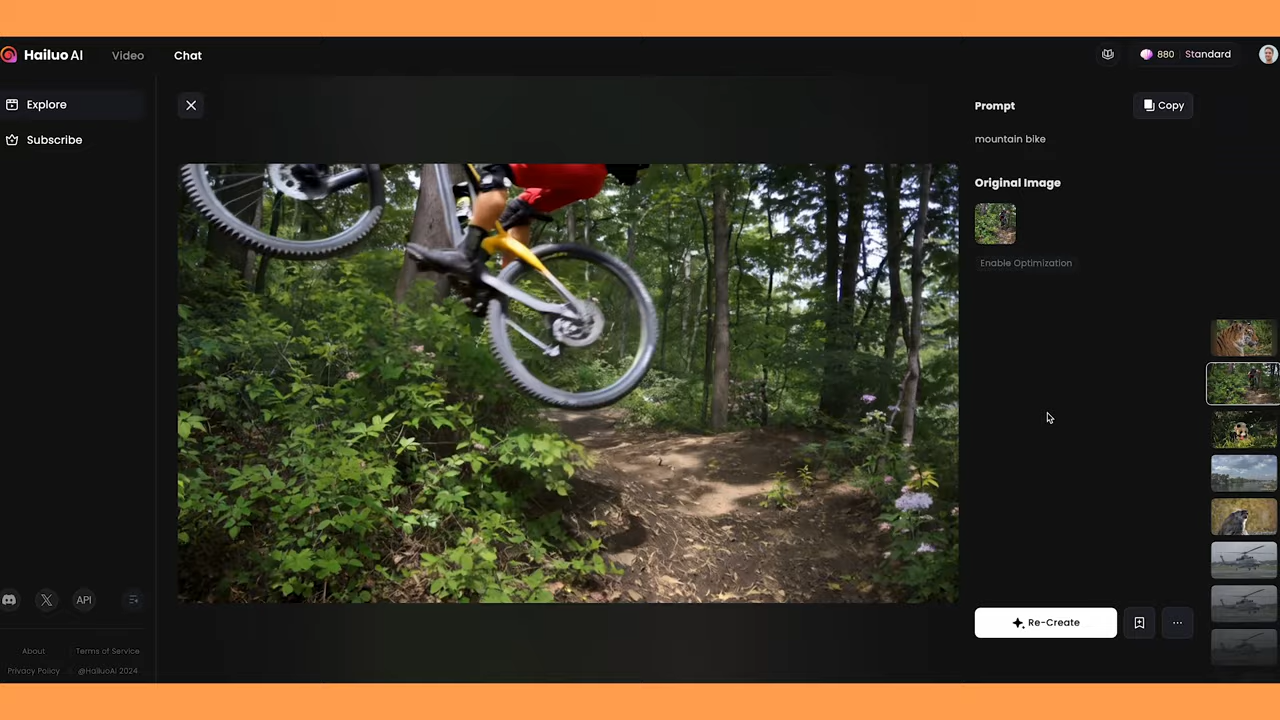 Hailuo AI
Video
Chat
880
Standard
Explore
Subscribe
Prompt
Copy
mountain bike
Original Image
Enable Optimization
Re-Create
API
About
Terms of Service
Privacy Policy
@HailuoAI 2024